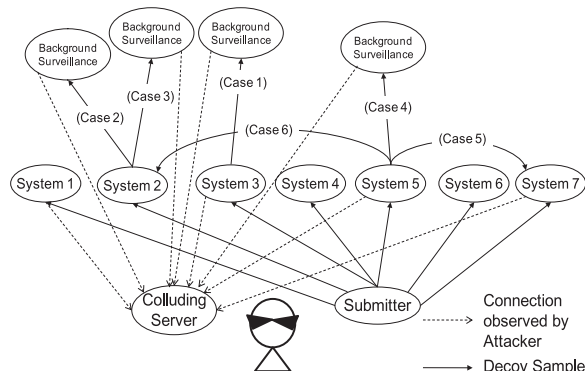 Background
Surveillance
Background
Surveillance
Background
Surveillance
Background
Surveillance
(Case 1)
(Case 3)
(Case 4)
(Case 2)
(Case 6)
(Case 5)
System 1
System 2
System 3
System 4
System 5
System 6
System 7
Colluding
Server
Submitter
Connection
observed by
Attacker
Decoy Sample